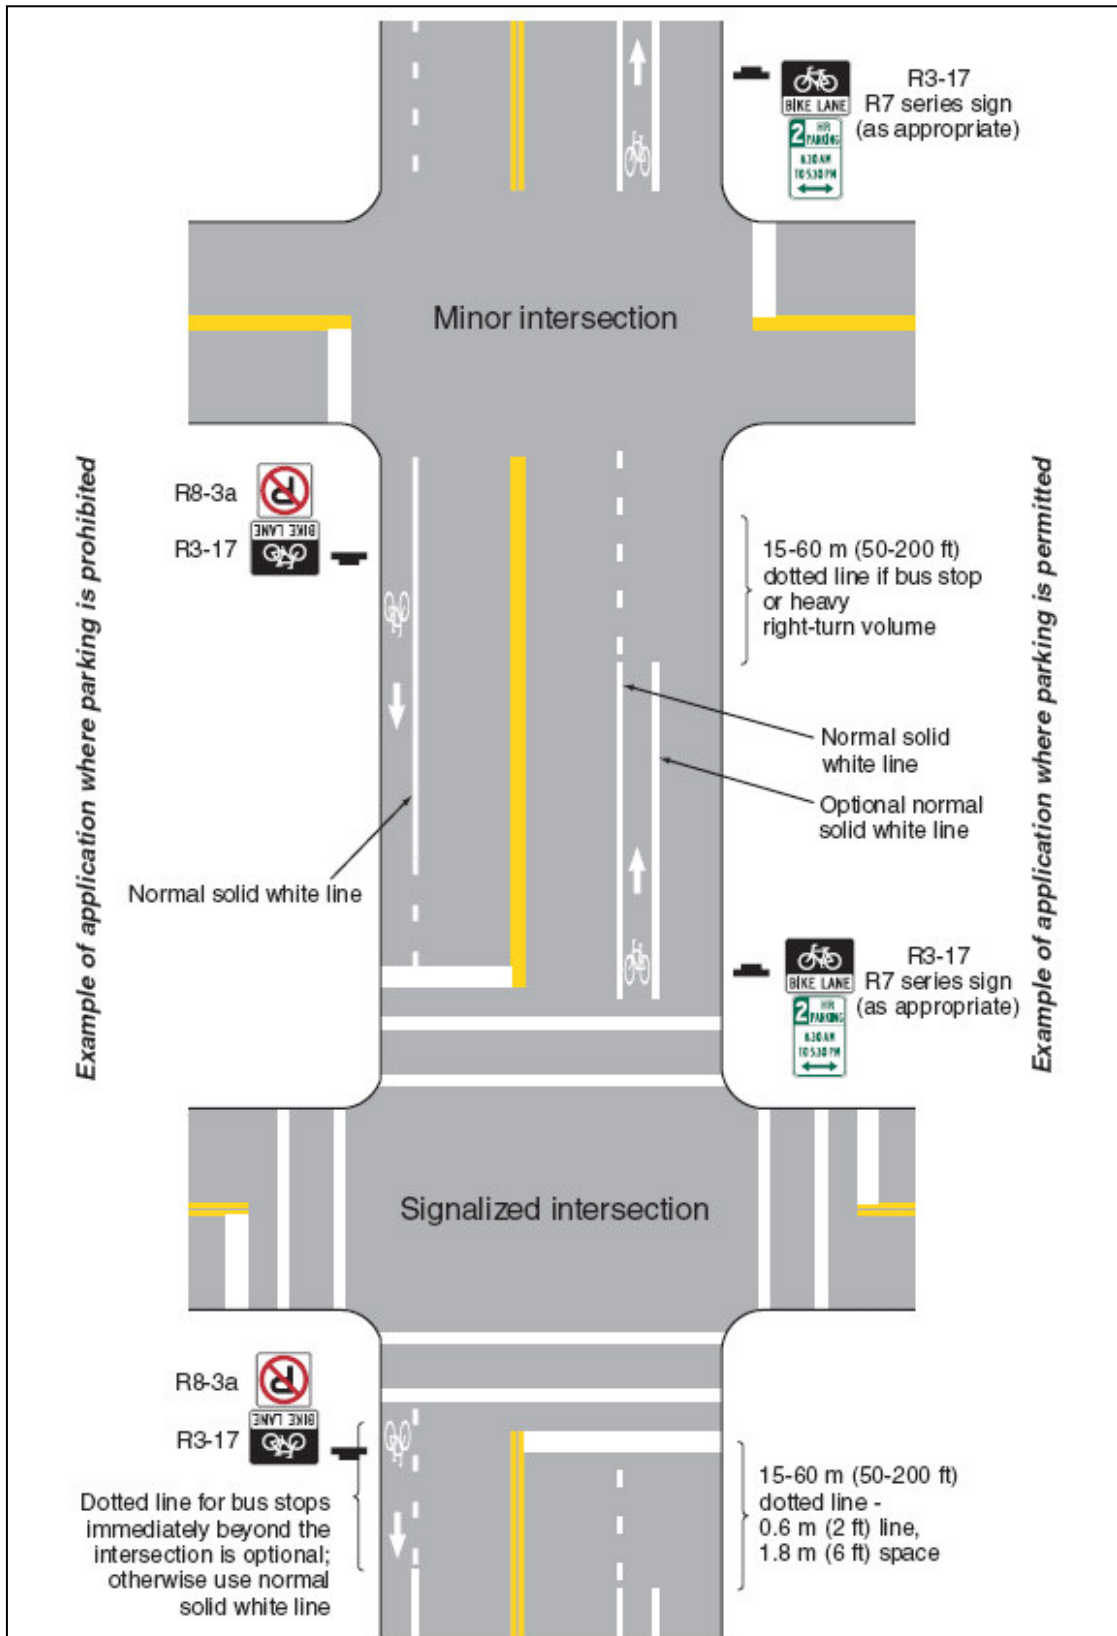 BIKE LANE
2 HR
PARKING
8:30 AM
TO 5:30 PM
R3-17
R7 series sign
(as appropriate)
Minor intersection
Example of application where parking is prohibited
R8-3a
P
R3-17
BIKE LANE
15-60 m (50-200 ft)
dotted line if bus stop
or heavy
right-turn volume
Example of application where parking is permitted
Normal solid
white line
Optional normal
solid white line
Normal solid white line
BIKE LANE
2 HR
PARKING
8:30 AM
TO 5:30 PM
R3-17
R7 series sign
(as appropriate)
Signalized intersection
R8-3a
P
R3-17
BIKE LANE
Dotted line for bus stops
immediately beyond the
intersection is optional;
otherwise use normal
solid white line
15-60 m (50-200 ft)
dotted line -
0.6 m (2 ft) line,
1.8 m (6 ft) space